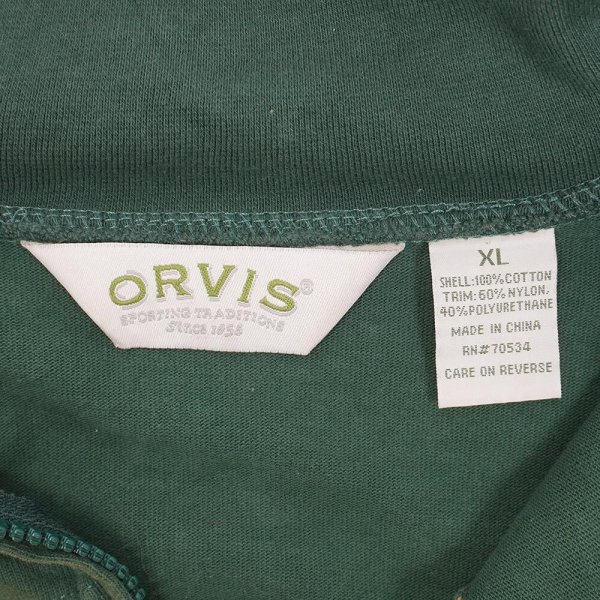 ORVIS®
SPORTING TRADITIONS
Since 1856
XL
SHELL:100%COTTON
TRIM:60%NYLON,
40%POLYURETHANE
MADE IN CHINA
RN#70534
CARE ON REVERSE